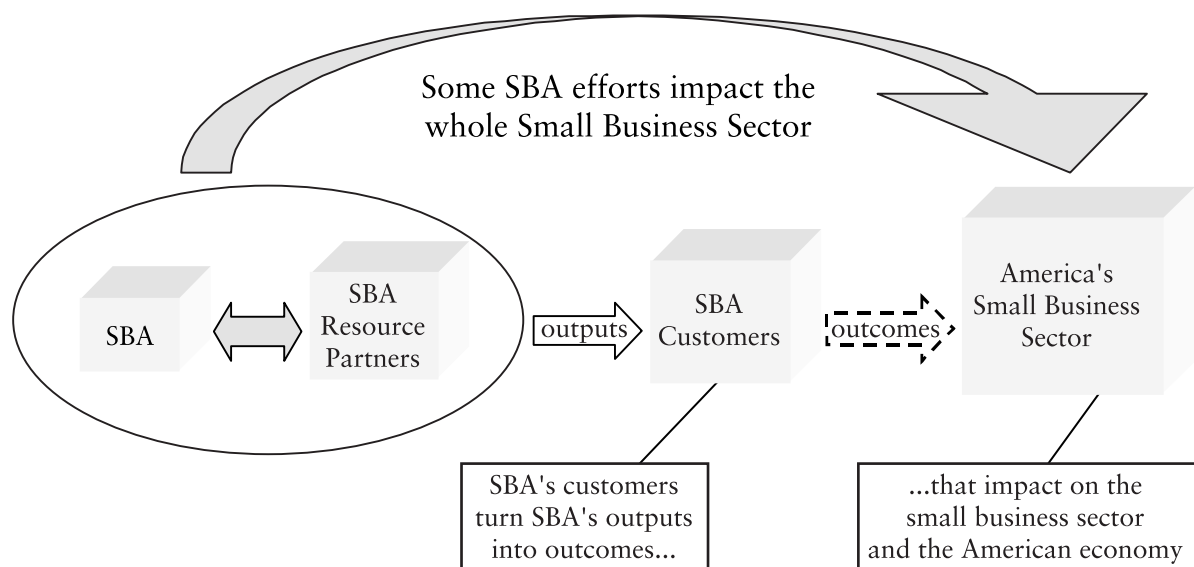 Some SBA efforts impact the
whole Small Business Sector
SBA
SBA
Resource
Partners
outputs
SBA
Customers
outcomes
America's
Small Business
Sector
SBA's customers
turn SBA's outputs
into outcomes...
...that impact on the
small business sector
and the American economy